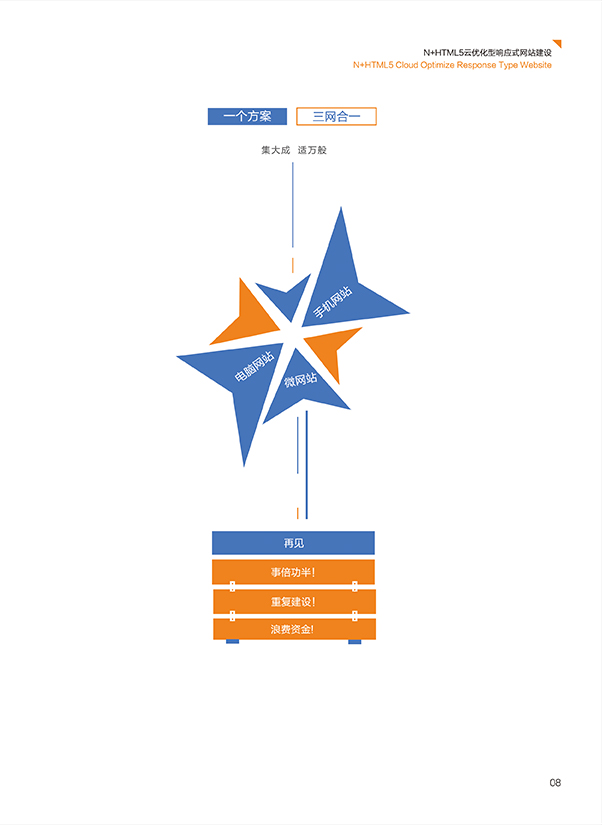 N+HTML5云优化型响应式网站建设
N+HTML5 Cloud Optimize Response Type Website
一个方案 三网合一
集大成 适万般
手机网站
电脑网站
微网站
再见
事倍功半!
重复建设!
浪费资金!
08